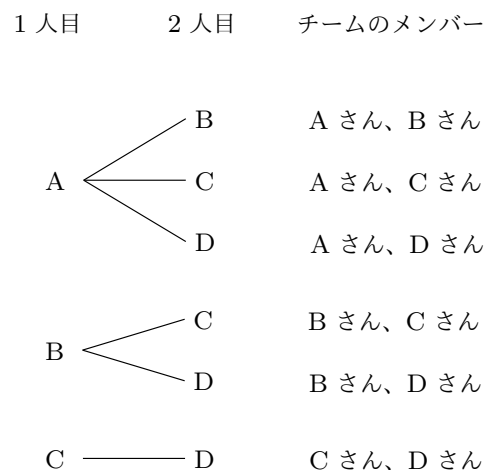 1 人目 2 人目 チームのメンバー
B A さん、B さん
A C A さん、C さん
D A さん、D さん
C B さん、C さん
B
D B さん、D さん
C D C さん、D さん